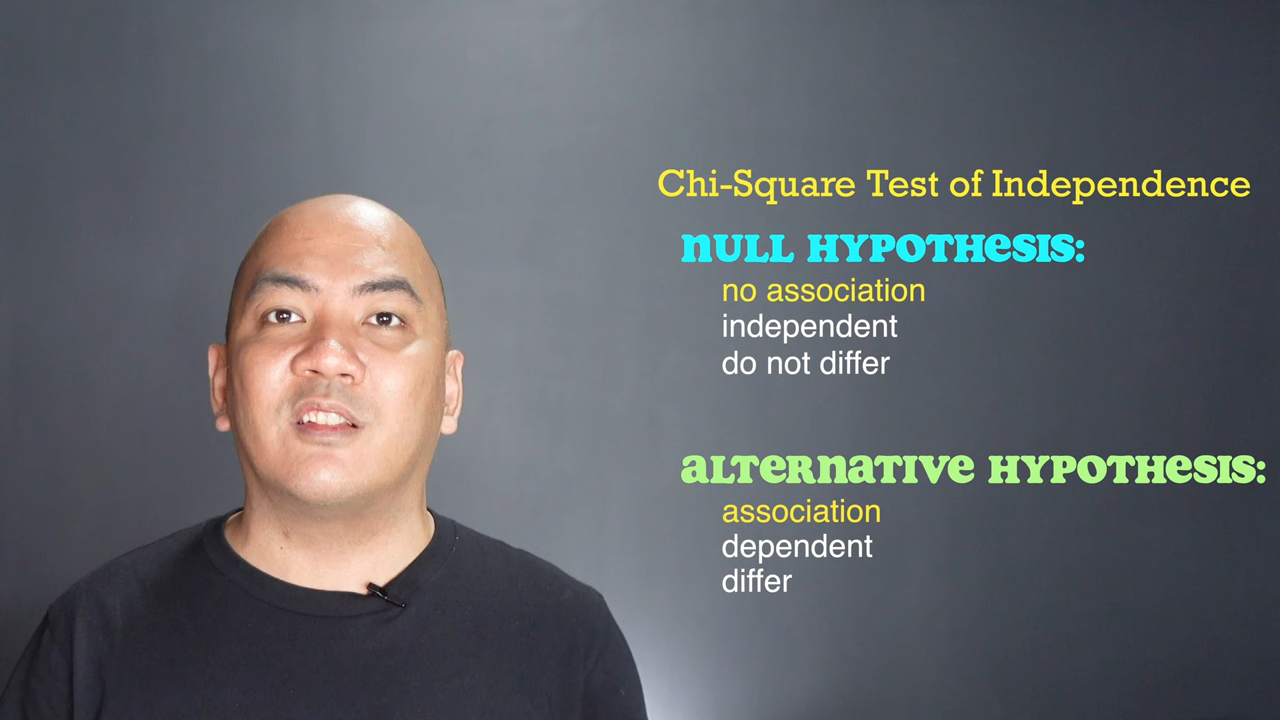 Chi-Square Test of Independence
NULL HYPOTHESIS:
no association
independent
do not differ
ALTERNATIVE HYPOTHESIS:
association
dependent
differ